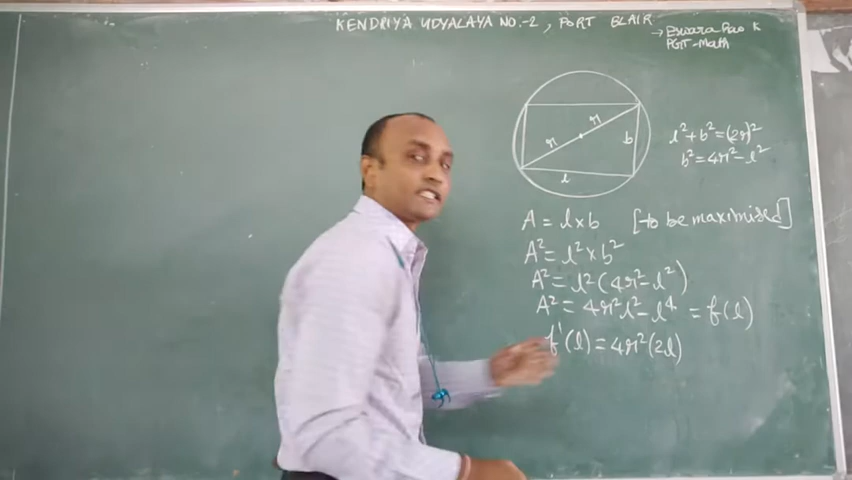 KENDRIYA VDYALAYA NO.-2, PORT BLAIR
→ Eswara Rao K
PGT-Math
r
r
b
l
l²+b²=(2r)²
b²=4r²-l²
A = l×b [to be maximised]
A²=l²×b²
A²=l²(4r²-l²)
A²=4r²l²-l⁴=f(l)
f'(l)=4r²(2l)